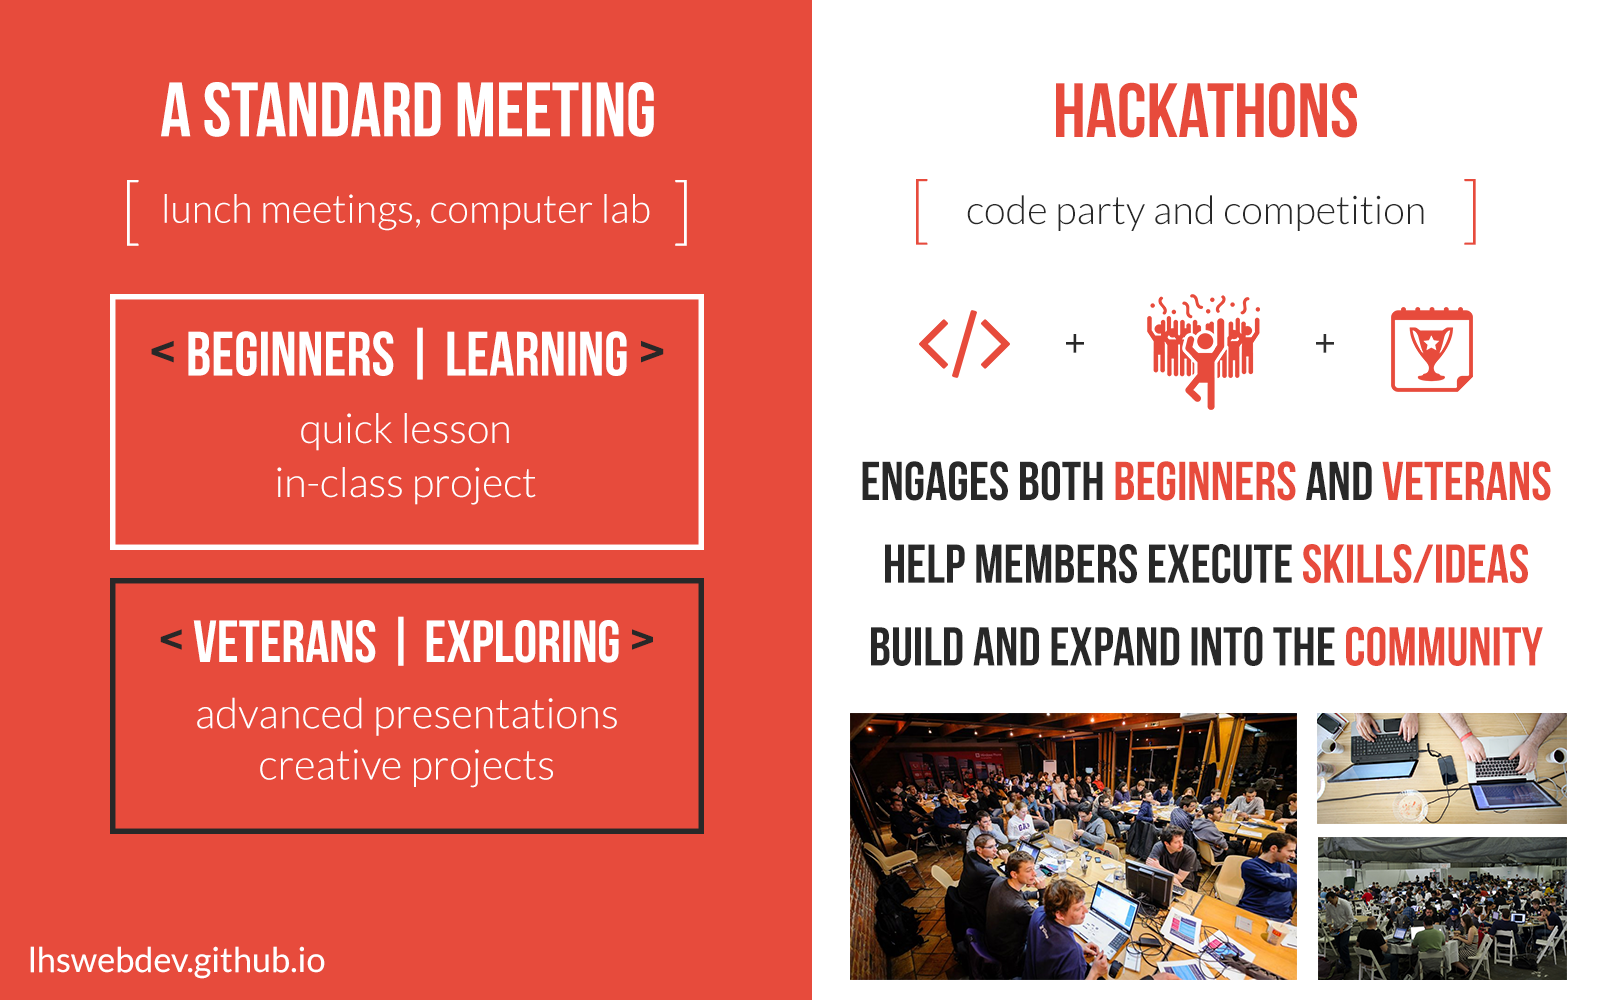 A STANDARD MEETING
[ lunch meetings, computer lab ]
< BEGINNERS | LEARNING >
quick lesson
in-class project
< VETERANS | EXPLORING >
advanced presentations
creative projects
lhswebdev.github.io
HACKATHONS
[ code party and competition ]
</> + +
ENGAGES BOTH BEGINNERS AND VETERANS
HELP MEMBERS EXECUTE SKILLS/IDEAS
BUILD AND EXPAND INTO THE COMMUNITY